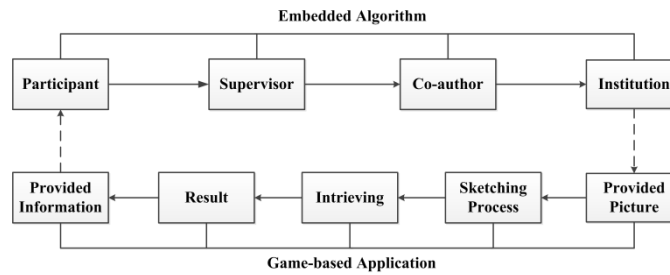 Embedded Algorithm
Participant
Supervisor
Co-author
Institution
Provided
Information
Result
Intrieving
Sketching
Process
Provided
Picture
Game-based Application